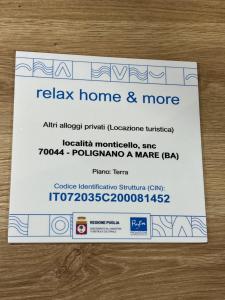 relax home & more
Altri alloggi privati (Locazione turistica)
località monticello, snc
70044 - POLIGNANO A MARE (BA)
Piano: Terra
Codice Identificativo Struttura (CIN):
IT072035C200081452
REGIONE PUGLIA